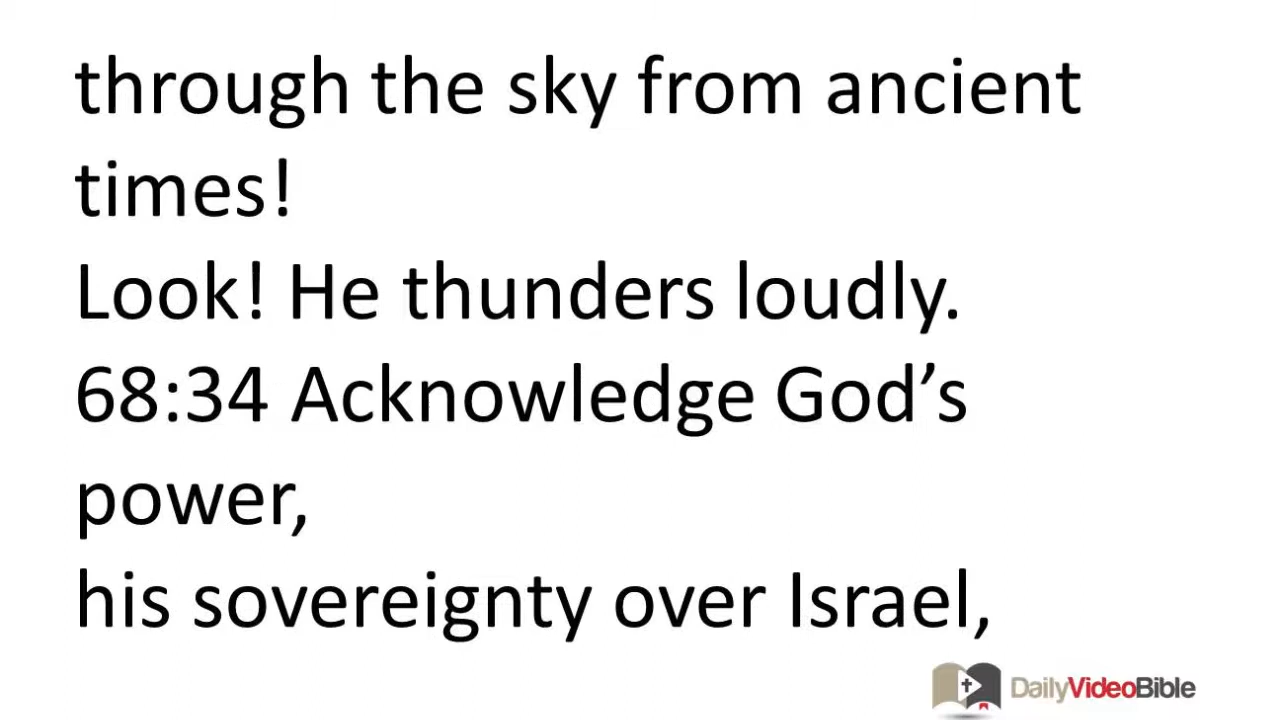 through the sky from ancient
times!
Look! He thunders loudly.
68:34 Acknowledge God’s
power,
his sovereignty over Israel,
DailyVideoBible